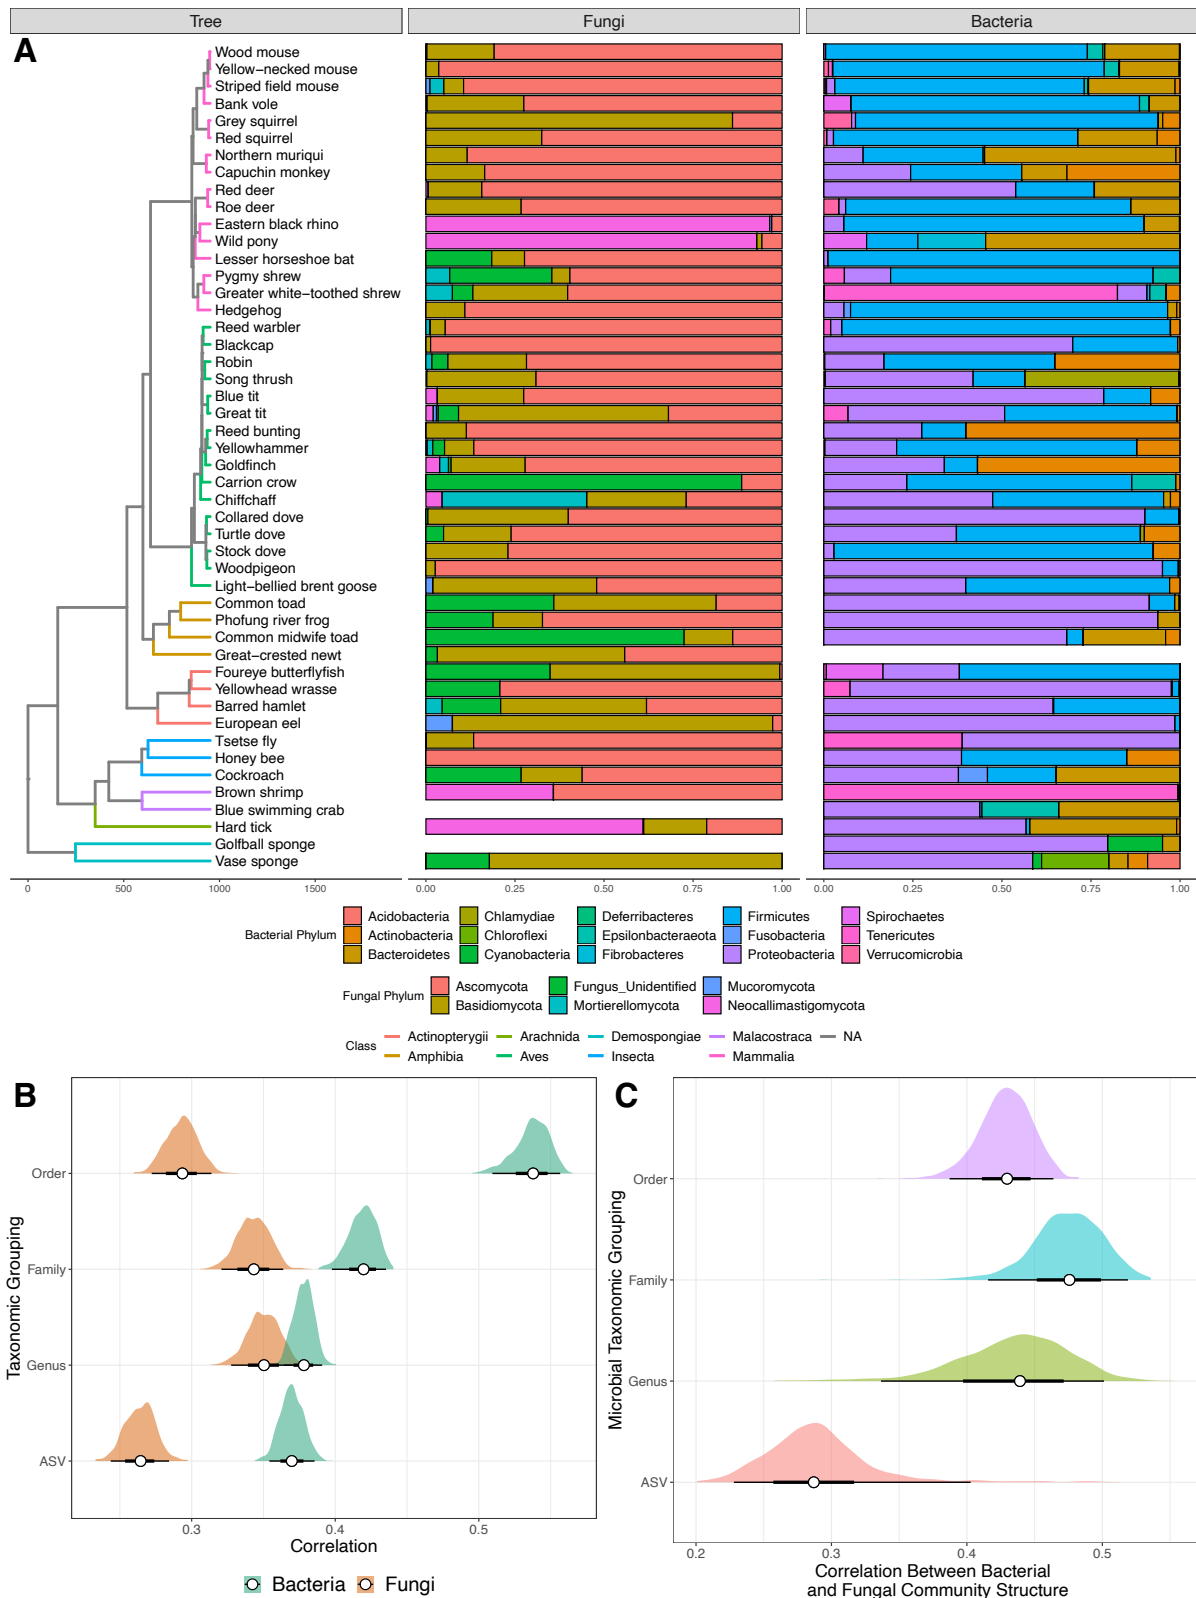 Tree
Fungi
Bacteria
A
Wood mouse
Yellow−necked mouse
Striped field mouse
Bank vole
Grey squirrel
Red squirrel
Northern muriqui
Capuchin monkey
Red deer
Roe deer
Eastern black rhino
Wild pony
Lesser horseshoe bat
Pygmy shrew
Greater white−toothed shrew
Hedgehog
Reed warbler
Blackcap
Robin
Song thrush
Blue tit
Great tit
Reed bunting
Yellowhammer
Goldfinch
Carrion crow
Chiffchaff
Collared dove
Turtle dove
Stock dove
Woodpigeon
Light−bellied brent goose
Common toad
Phofung river frog
Common midwife toad
Great−crested newt
Foureye butterflyfish
Yellowhead wrasse
Barred hamlet
European eel
Tsetse fly
Honey bee
Cockroach
Brown shrimp
Blue swimming crab
Hard tick
Golfball sponge
Vase sponge
0 500 1000 1500
0.00 0.25 0.50 0.75 1.00
0.00 0.25 0.50 0.75 1.00
Bacterial Phylum
Acidobacteria Chlamydiae Deferribacteres Firmicutes Spirochaetes
Actinobacteria Chloroflexi Epsilonbacteraeota Fusobacteria Tenericutes
Bacteroidetes Cyanobacteria Fibrobacteres Proteobacteria Verrucomicrobia
Fungal Phylum
Ascomycota Fungus_Unidentified Mucoromycota
Basidiomycota Mortierellomycota Neocallimastigomycota
Class
Actinopterygii Arachnida Demospongiae Malacostraca NA
Amphibia Aves Insecta Mammalia
B
Taxonomic Grouping
Order
Family
Genus
ASV
0.3 0.4 0.5
Correlation
Bacteria Fungi
C
Microbial Taxonomic Grouping
Order
Family
Genus
ASV
0.2 0.3 0.4 0.5
Correlation Between Bacterial
and Fungal Community Structure